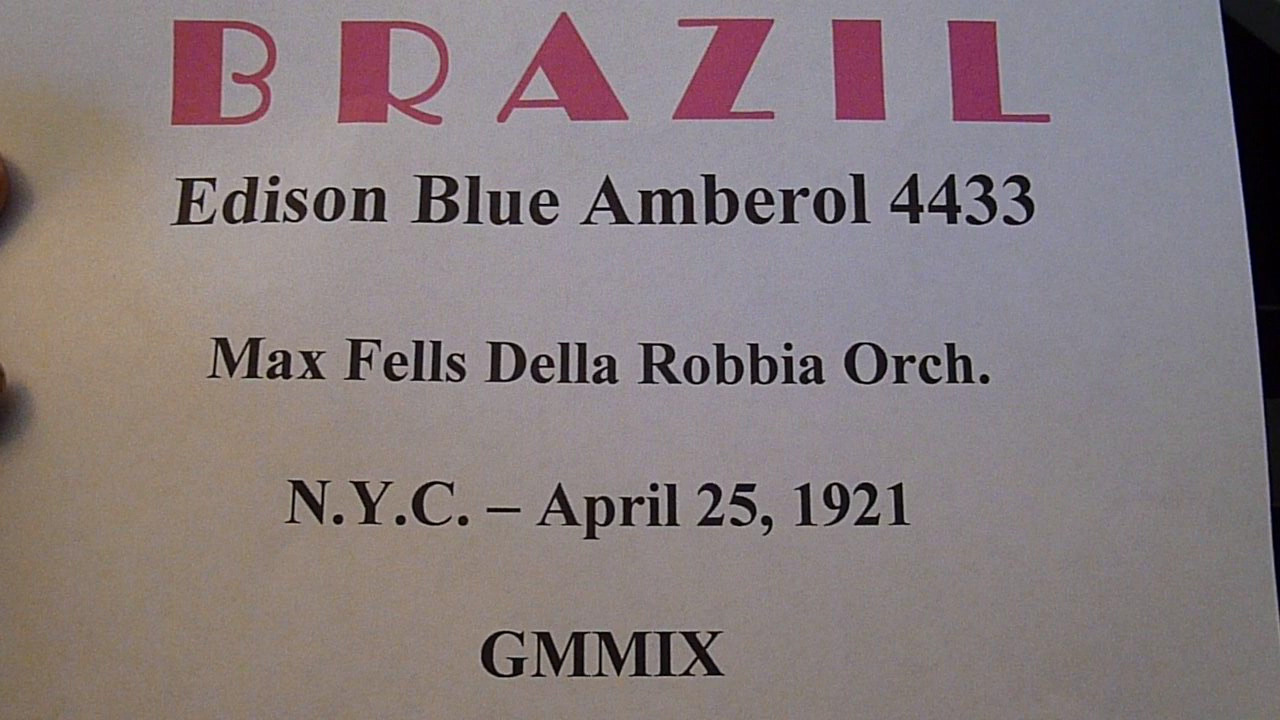 BRAZIL
Edison Blue Amberol 4433
Max Fells Della Robbia Orch.
N.Y.C. – April 25, 1921
GMMIX